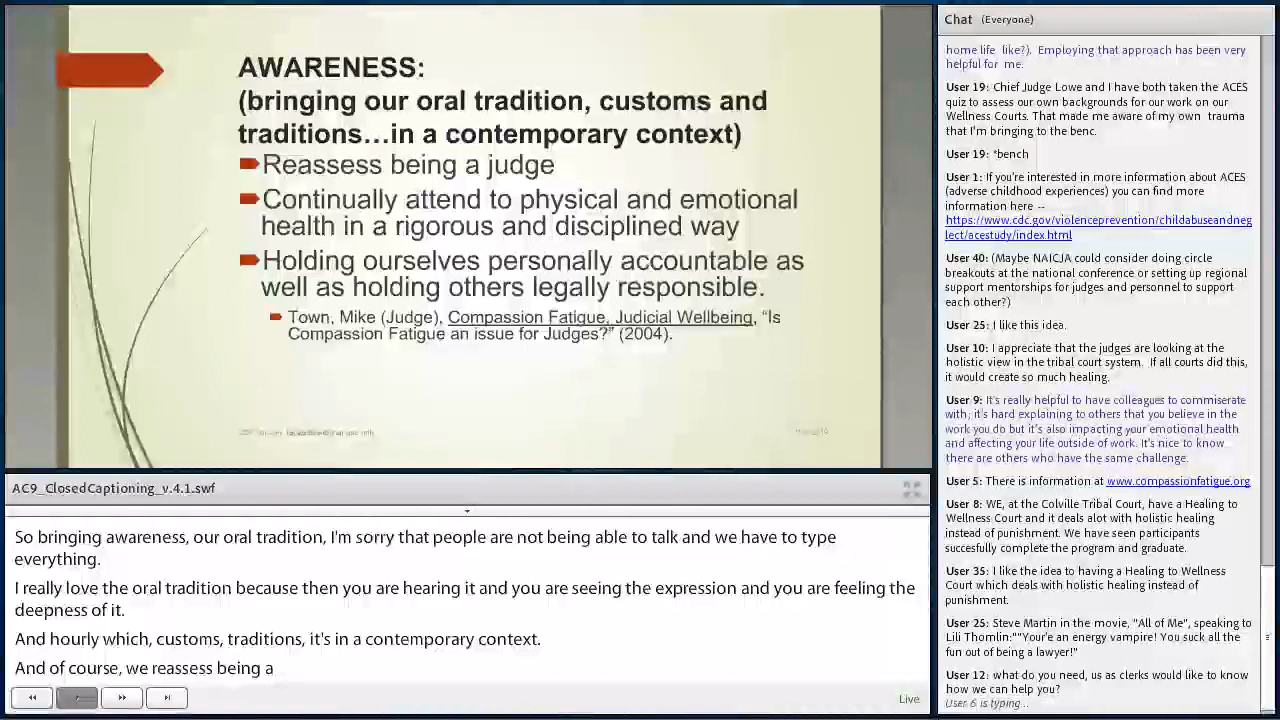 AWARENESS:
(bringing our oral tradition, customs and
traditions…in a contemporary context)
Reassess being a judge
Continually attend to physical and emotional
health in a rigorous and disciplined way
Holding ourselves personally accountable as
well as holding others legally responsible.
Town, Mike (Judge), Compassion Fatigue, Judicial Wellbeing, “Is
Compassion Fatigue an issue for Judges?” (2004).
AC9_ClosedCaptioning_v.4.1.swf
So bringing awareness, our oral tradition, I'm sorry that people are not being able to talk and we have to type
everything.
I really love the oral tradition because then you are hearing it and you are seeing the expression and you are feeling the
deepness of it.
And hourly which, customs, traditions, it's in a contemporary context.
And of course, we reassess being a
Live
Chat (Everyone)
home life like?). Employing that approach has been very
helpful for me.
User 19: Chief Judge Lowe and I have both taken the ACES
quiz to assess our own backgrounds for our work on our
Wellness Courts. That made me aware of my own trauma
that I'm bringing to the benc.
User 19: *bench
User 1: If you're interested in more information about ACES
(adverse childhood experiences) you can find more
information here --
https://www.cdc.gov/violenceprevention/childabuseandneg
lect/acestudy/index.html
User 40: (Maybe NAICJA could consider doing circle
breakouts at the national conference or setting up regional
support mentorships for judges and personnel to support
each other?)
User 25: I like this idea.
User 10: I appreciate that the judges are looking at the
holistic view in the tribal court system. If all courts did this,
it would create so much healing.
User 9: It's really helpful to have colleagues to commiserate
with; it's hard explaining to others that you believe in the
work you do but it's also impacting your emotional health
and affecting your life outside of work. It's nice to know
there are others who have the same challenge.
User 5: There is information at www.compassionfatigue.org
User 8: WE, at the Colville Tribal Court, have a Healing to
Wellness Court and it deals alot with holistic healing
instead of punishment. We have seen participants
succesfully complete the program and graduate.
User 35: I like the idea to having a Healing to Wellness
Court which deals with holistic healing instead of
punishment.
User 25: Steve Martin in the movie, "All of Me", speaking to
Lili Thomlin:""Your'e an energy vampire! You suck all the
fun out of being a lawyer!"
User 12: what do you need, us as clerks would like to know
how we can help you?
User 6 is typing...